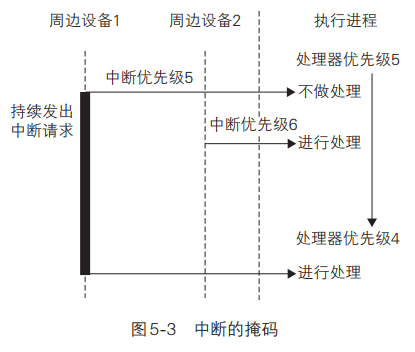 周边设备1 周边设备2 执行进程
处理器优先级5
中断优先级5
不做处理
持续发出
中断请求
中断优先级6
进行处理
处理器优先级4
进行处理
图5-3 中断的掩码